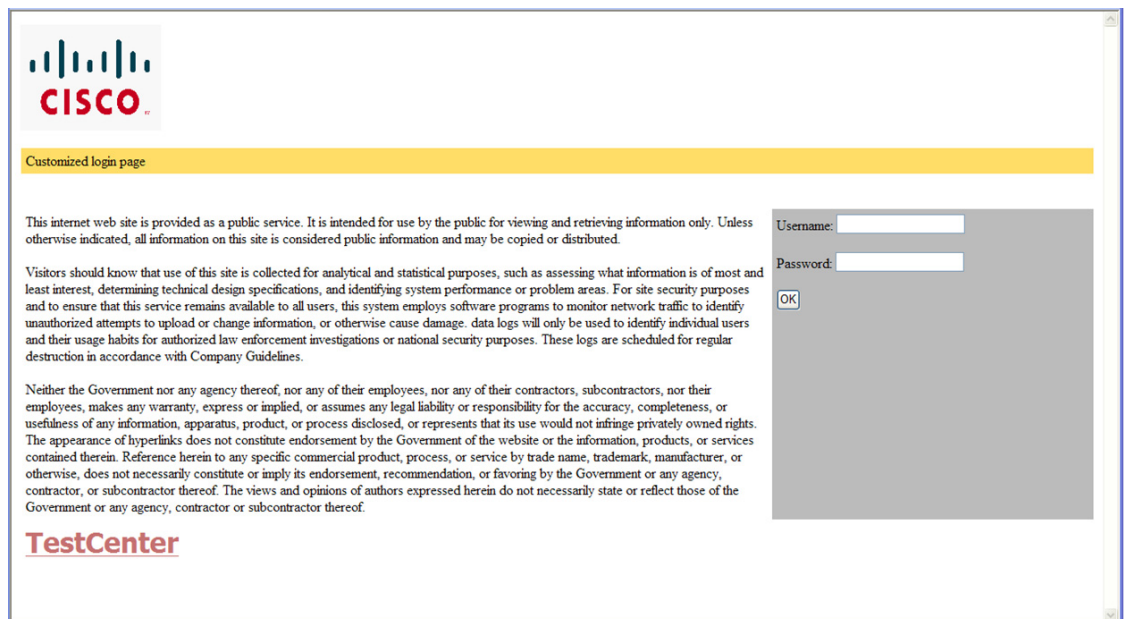 CISCO
Customized login page
This internet web site is provided as a public service. It is intended for use by the public for viewing and retrieving information only. Unless
otherwise indicated, all information on this site is considered public information and may be copied or distributed.
Visitors should know that use of this site is collected for analytical and statistical purposes, such as assessing what information is of most and
least interest, determining technical design specifications, and identifying system performance or problem areas. For site security purposes
and to ensure that this service remains available to all users, this system employs software programs to monitor network traffic to identify
unauthorized attempts to upload or change information, or otherwise cause damage. data logs will only be used to identify individual users
and their usage habits for authorized law enforcement investigations or national security purposes. These logs are scheduled for regular
destruction in accordance with Company Guidelines.
Neither the Government nor any agency thereof, nor any of their employees, nor any of their contractors, subcontractors, nor their
employees, makes any warranty, express or implied, or assumes any legal liability or responsibility for the accuracy, completeness, or
usefulness of any information, apparatus, product, or process disclosed, or represents that its use would not infringe privately owned rights.
The appearance of hyperlinks does not constitute endorsement by the Government of the website or the information, products, or services
contained therein. Reference herein to any specific commercial product, process, or service by trade name, trademark, manufacturer, or
otherwise, does not necessarily constitute or imply its endorsement, recommendation, or favoring by the Government or any agency,
contractor, or subcontractor thereof. The views and opinions of authors expressed herein do not necessarily state or reflect those of the
Government or any agency, contractor or subcontractor thereof.
TestCenter
Username:
Password:
OK